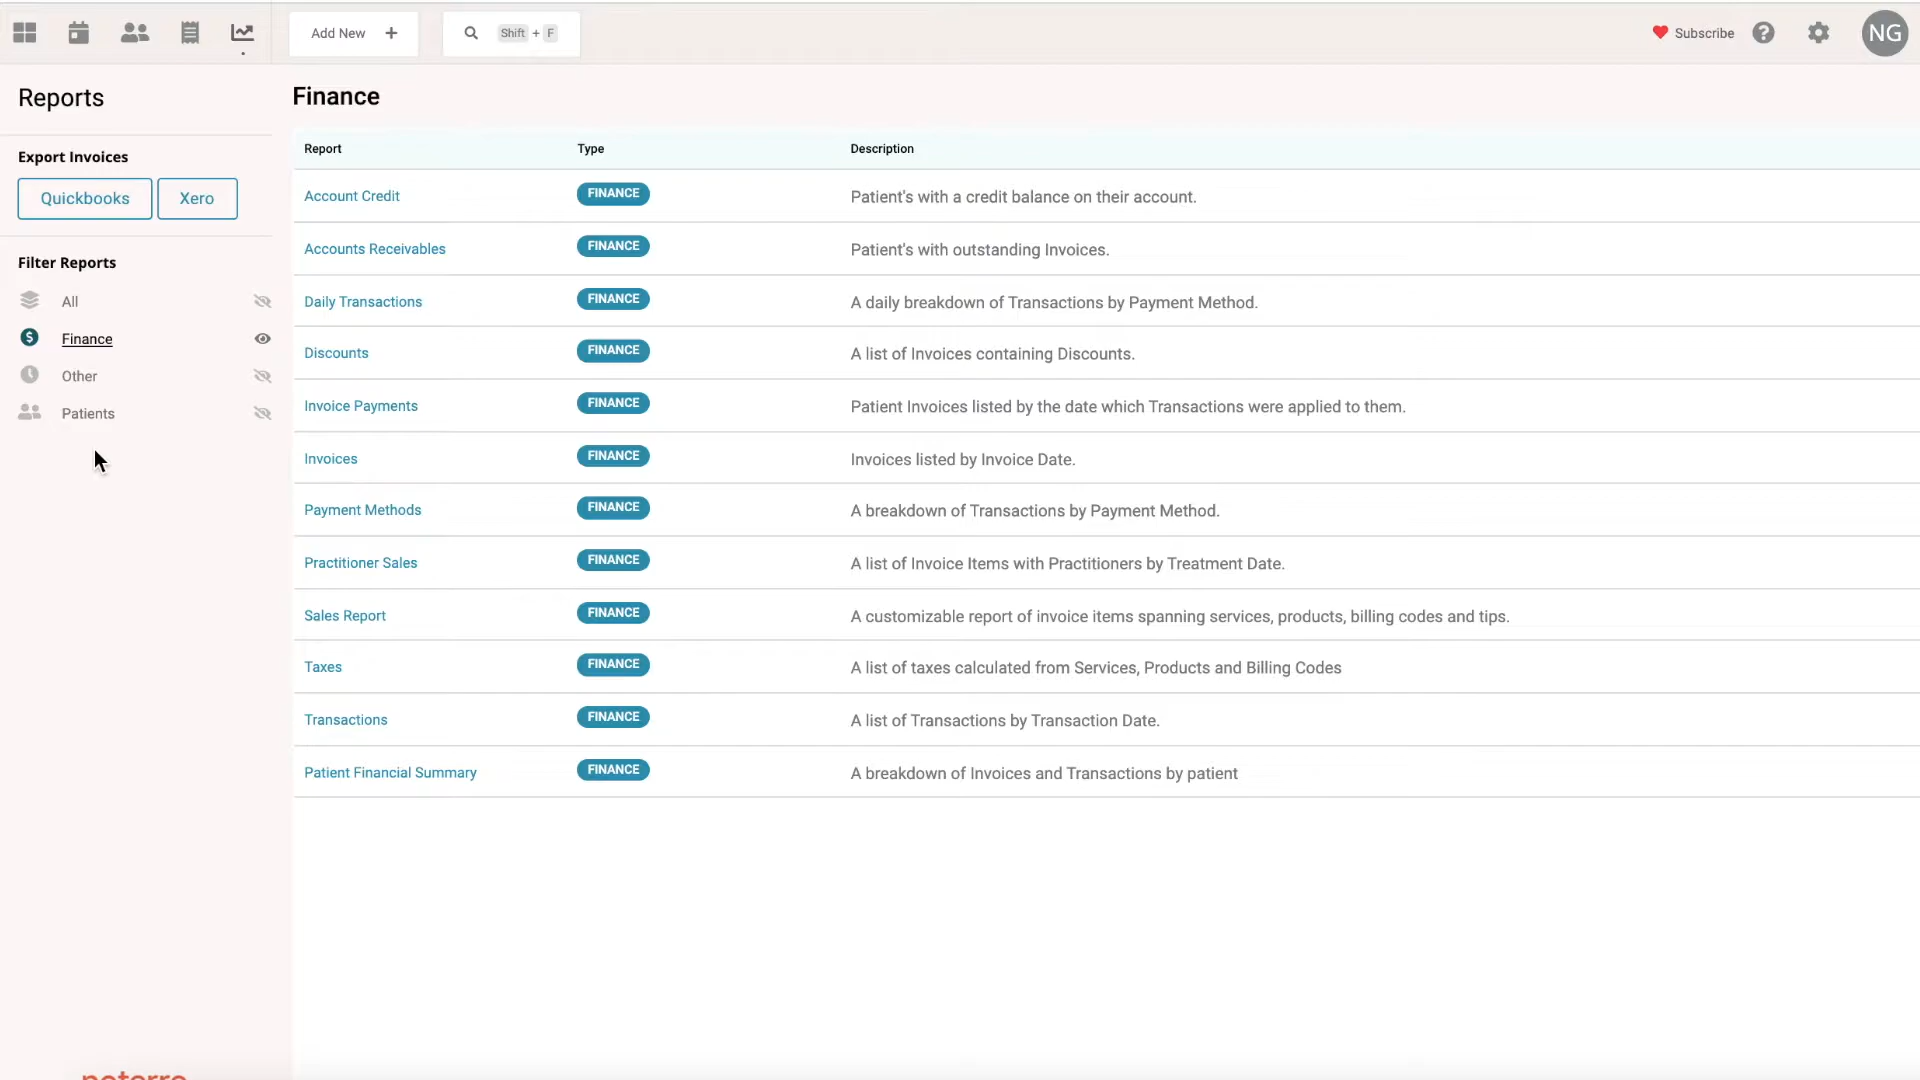 Add New +
Shift + F
Subscribe
NG
Reports
Export Invoices
Quickbooks
Xero
Filter Reports
All
Finance
Other
Patients
Finance
Report Type Description
Account Credit FINANCE Patient's with a credit balance on their account.
Accounts Receivables FINANCE Patient's with outstanding Invoices.
Daily Transactions FINANCE A daily breakdown of Transactions by Payment Method.
Discounts FINANCE A list of Invoices containing Discounts.
Invoice Payments FINANCE Patient Invoices listed by the date which Transactions were applied to them.
Invoices FINANCE Invoices listed by Invoice Date.
Payment Methods FINANCE A breakdown of Transactions by Payment Method.
Practitioner Sales FINANCE A list of Invoice Items with Practitioners by Treatment Date.
Sales Report FINANCE A customizable report of invoice items spanning services, products, billing codes and tips.
Taxes FINANCE A list of taxes calculated from Services, Products and Billing Codes
Transactions FINANCE A list of Transactions by Transaction Date.
Patient Financial Summary FINANCE A breakdown of Invoices and Transactions by patient